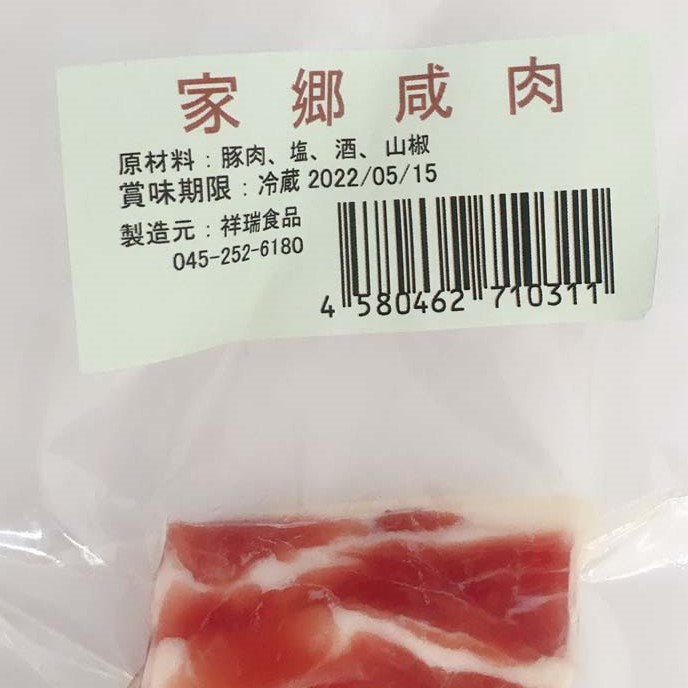 家郷咸肉
原材料：豚肉、塩、酒、山椒
賞味期限：冷蔵 2022/05/15
製造元：祥瑞食品
045-252-6180
4 580462 710311